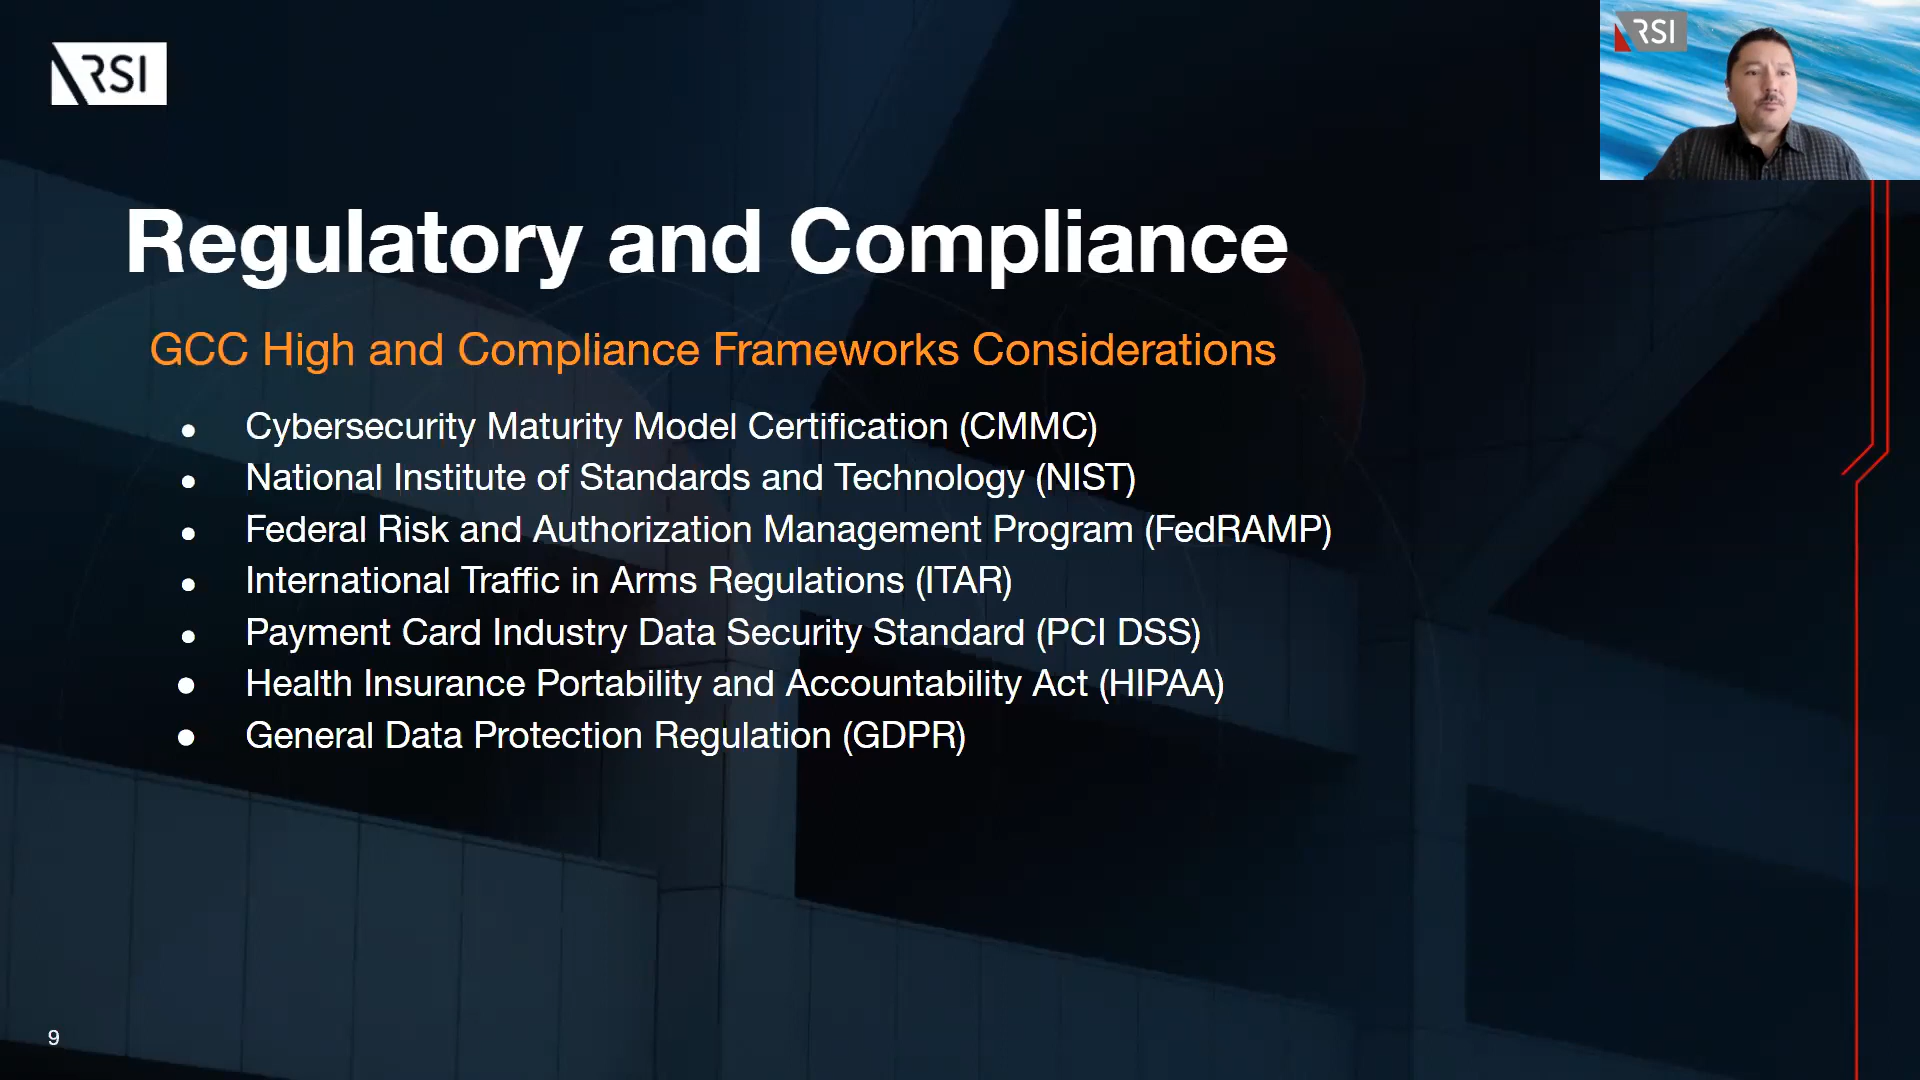 RSI
RSI
Regulatory and Compliance
GCC High and Compliance Frameworks Considerations
● Cybersecurity Maturity Model Certification (CMMC)
● National Institute of Standards and Technology (NIST)
● Federal Risk and Authorization Management Program (FedRAMP)
● International Traffic in Arms Regulations (ITAR)
● Payment Card Industry Data Security Standard (PCI DSS)
● Health Insurance Portability and Accountability Act (HIPAA)
● General Data Protection Regulation (GDPR)
9